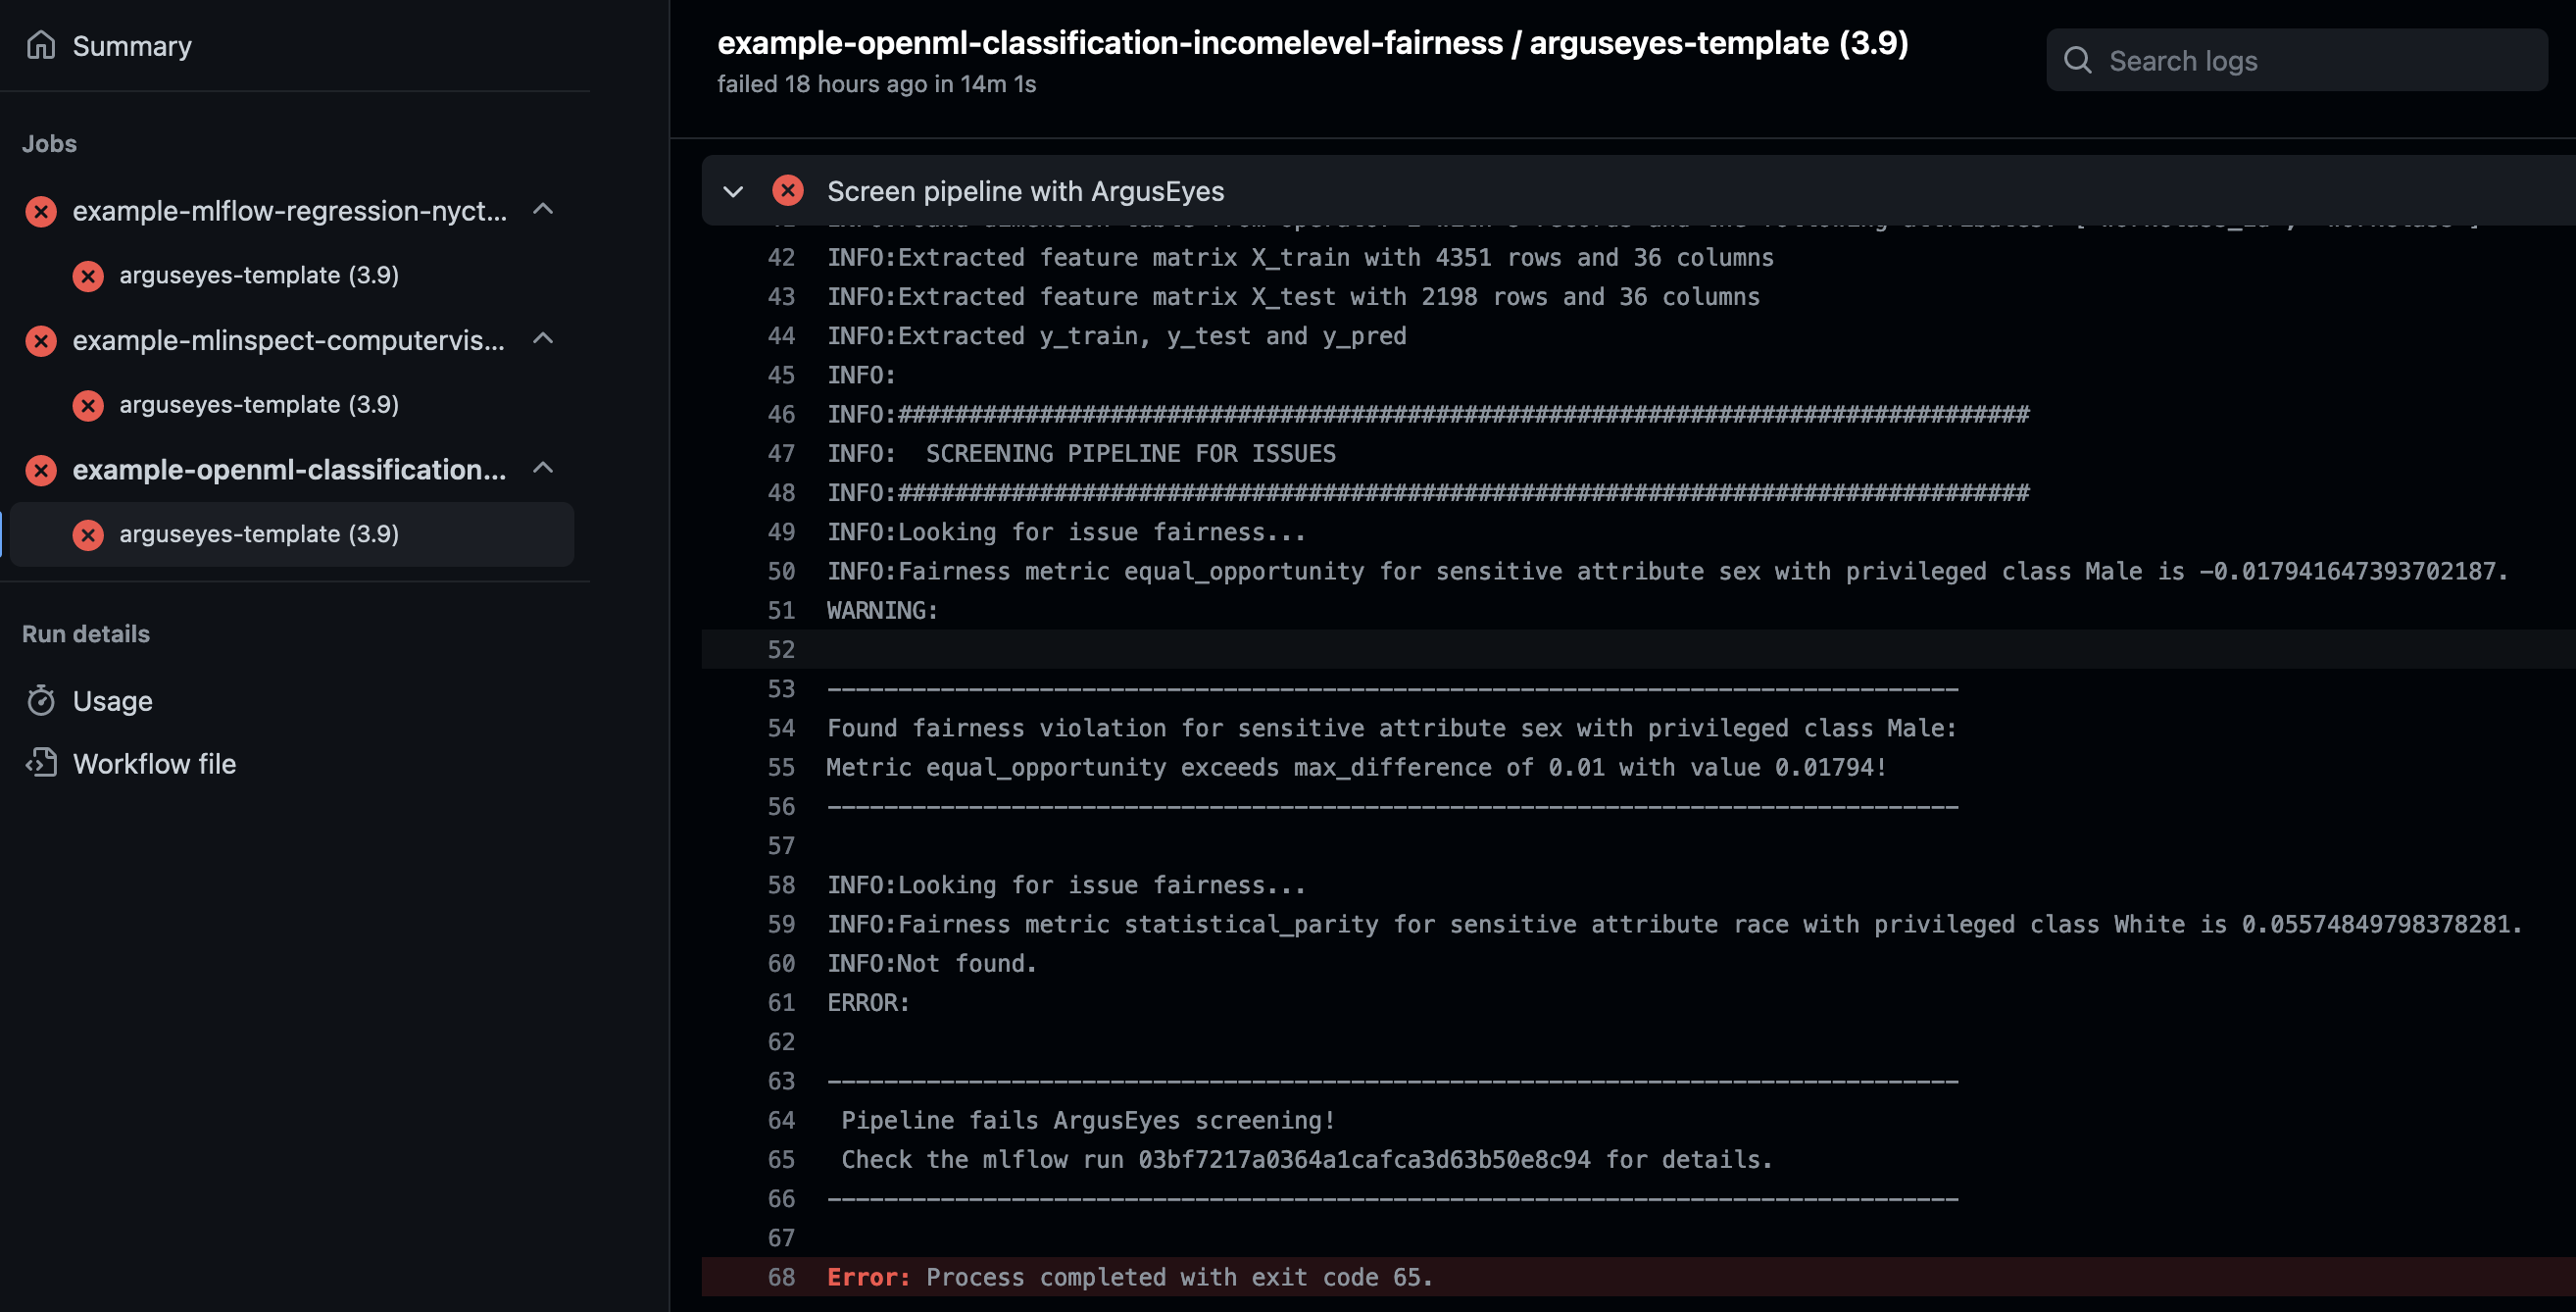 Summary
Jobs
example-mlflow-regression-nyct...
arguseyes-template (3.9)
example-mlinspect-computervis...
arguseyes-template (3.9)
example-openml-classification...
arguseyes-template (3.9)
Run details
Usage
Workflow file
example-openml-classification-incomelevel-fairness / arguseyes-template (3.9)
failed 18 hours ago in 14m 1s
Search logs
Screen pipeline with ArgusEyes
42 INFO:Extracted feature matrix X_train with 4351 rows and 36 columns
43 INFO:Extracted feature matrix X_test with 2198 rows and 36 columns
44 INFO:Extracted y_train, y_test and y_pred
45 INFO:
46 INFO:################################################################################
47 INFO:  SCREENING PIPELINE FOR ISSUES
48 INFO:################################################################################
49 INFO:Looking for issue fairness...
50 INFO:Fairness metric equal_opportunity for sensitive attribute sex with privileged class Male is -0.017941647393702187.
51 WARNING:
52
53 --------------------------------------------------------------------------------
54 Found fairness violation for sensitive attribute sex with privileged class Male:
55 Metric equal_opportunity exceeds max_difference of 0.01 with value 0.01794!
56 --------------------------------------------------------------------------------
57
58 INFO:Looking for issue fairness...
59 INFO:Fairness metric statistical_parity for sensitive attribute race with privileged class White is 0.05574849798378281.
60 INFO:Not found.
61 ERROR:
62
63 --------------------------------------------------------------------------------
64  Pipeline fails ArgusEyes screening!
65  Check the mlflow run 03bf7217a0364a1cafca3d63b50e8c94 for details.
66 --------------------------------------------------------------------------------
67
68 Error: Process completed with exit code 65.